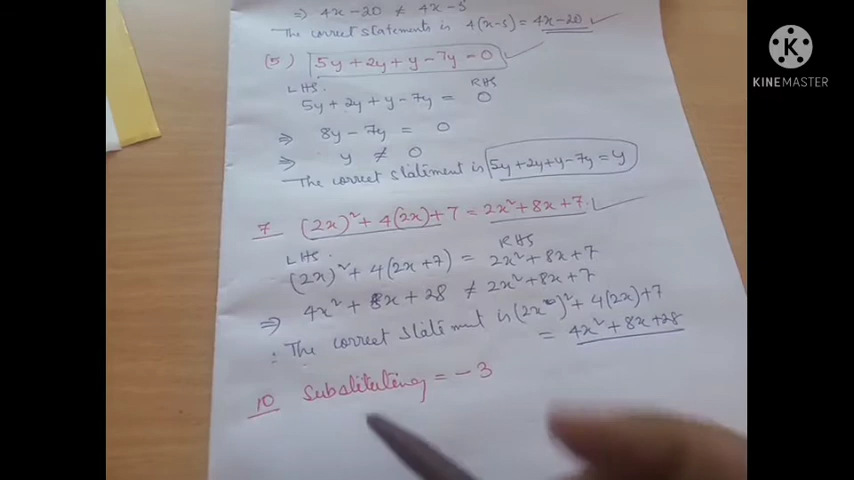 ⇒ 4x-20 ≠ 4x-5
The correct statements is 4(x-5) = 4x-20
(5) 5y + 2y + y - 7y = 0
LHS. RHS
5y + 2y + y - 7y = 0
⇒ 8y - 7y = 0
⇒ y ≠ 0
The correct statement is 5y+2y+y-7y = y
7 (2x)² + 4(2x) + 7 = 2x² + 8x + 7.
LHS. RHS
(2x)² + 4(2x+7) = 2x² + 8x + 7
⇒ 4x² + 8x + 28 ≠ 2x² + 8x + 7
∴ The correct statement is (2x)² + 4(2x) + 7
= 4x² + 8x + 28
10 Substituting = -3
K
KINEMASTER